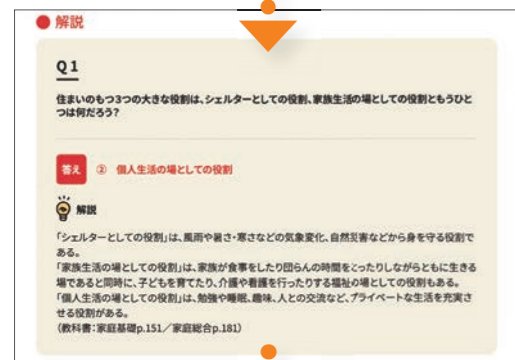 解説
Q1
住まいのもつ3つの大きな役割は、シェルターとしての役割、家族生活の場としての役割ともうひと
つは何だろう?
答え ② 個人生活の場としての役割
解説
「シェルターとしての役割」は、風雨や暑さ・寒さなどの気象変化、自然災害などから身を守る役割で
ある。
「家族生活の場としての役割」は、家族が食事をしたり団らんの時間をとったりしながらともに生きる
場であると同時に、子どもを育てたり、介護や看護を行ったりする福祉の場としての役割もある。
「個人生活の場としての役割」は、勉強や睡眠、趣味、人との交流など、プライベートな生活を充実さ
せる役割がある。
(教科書:家庭基礎p.151/家庭総合p.181)